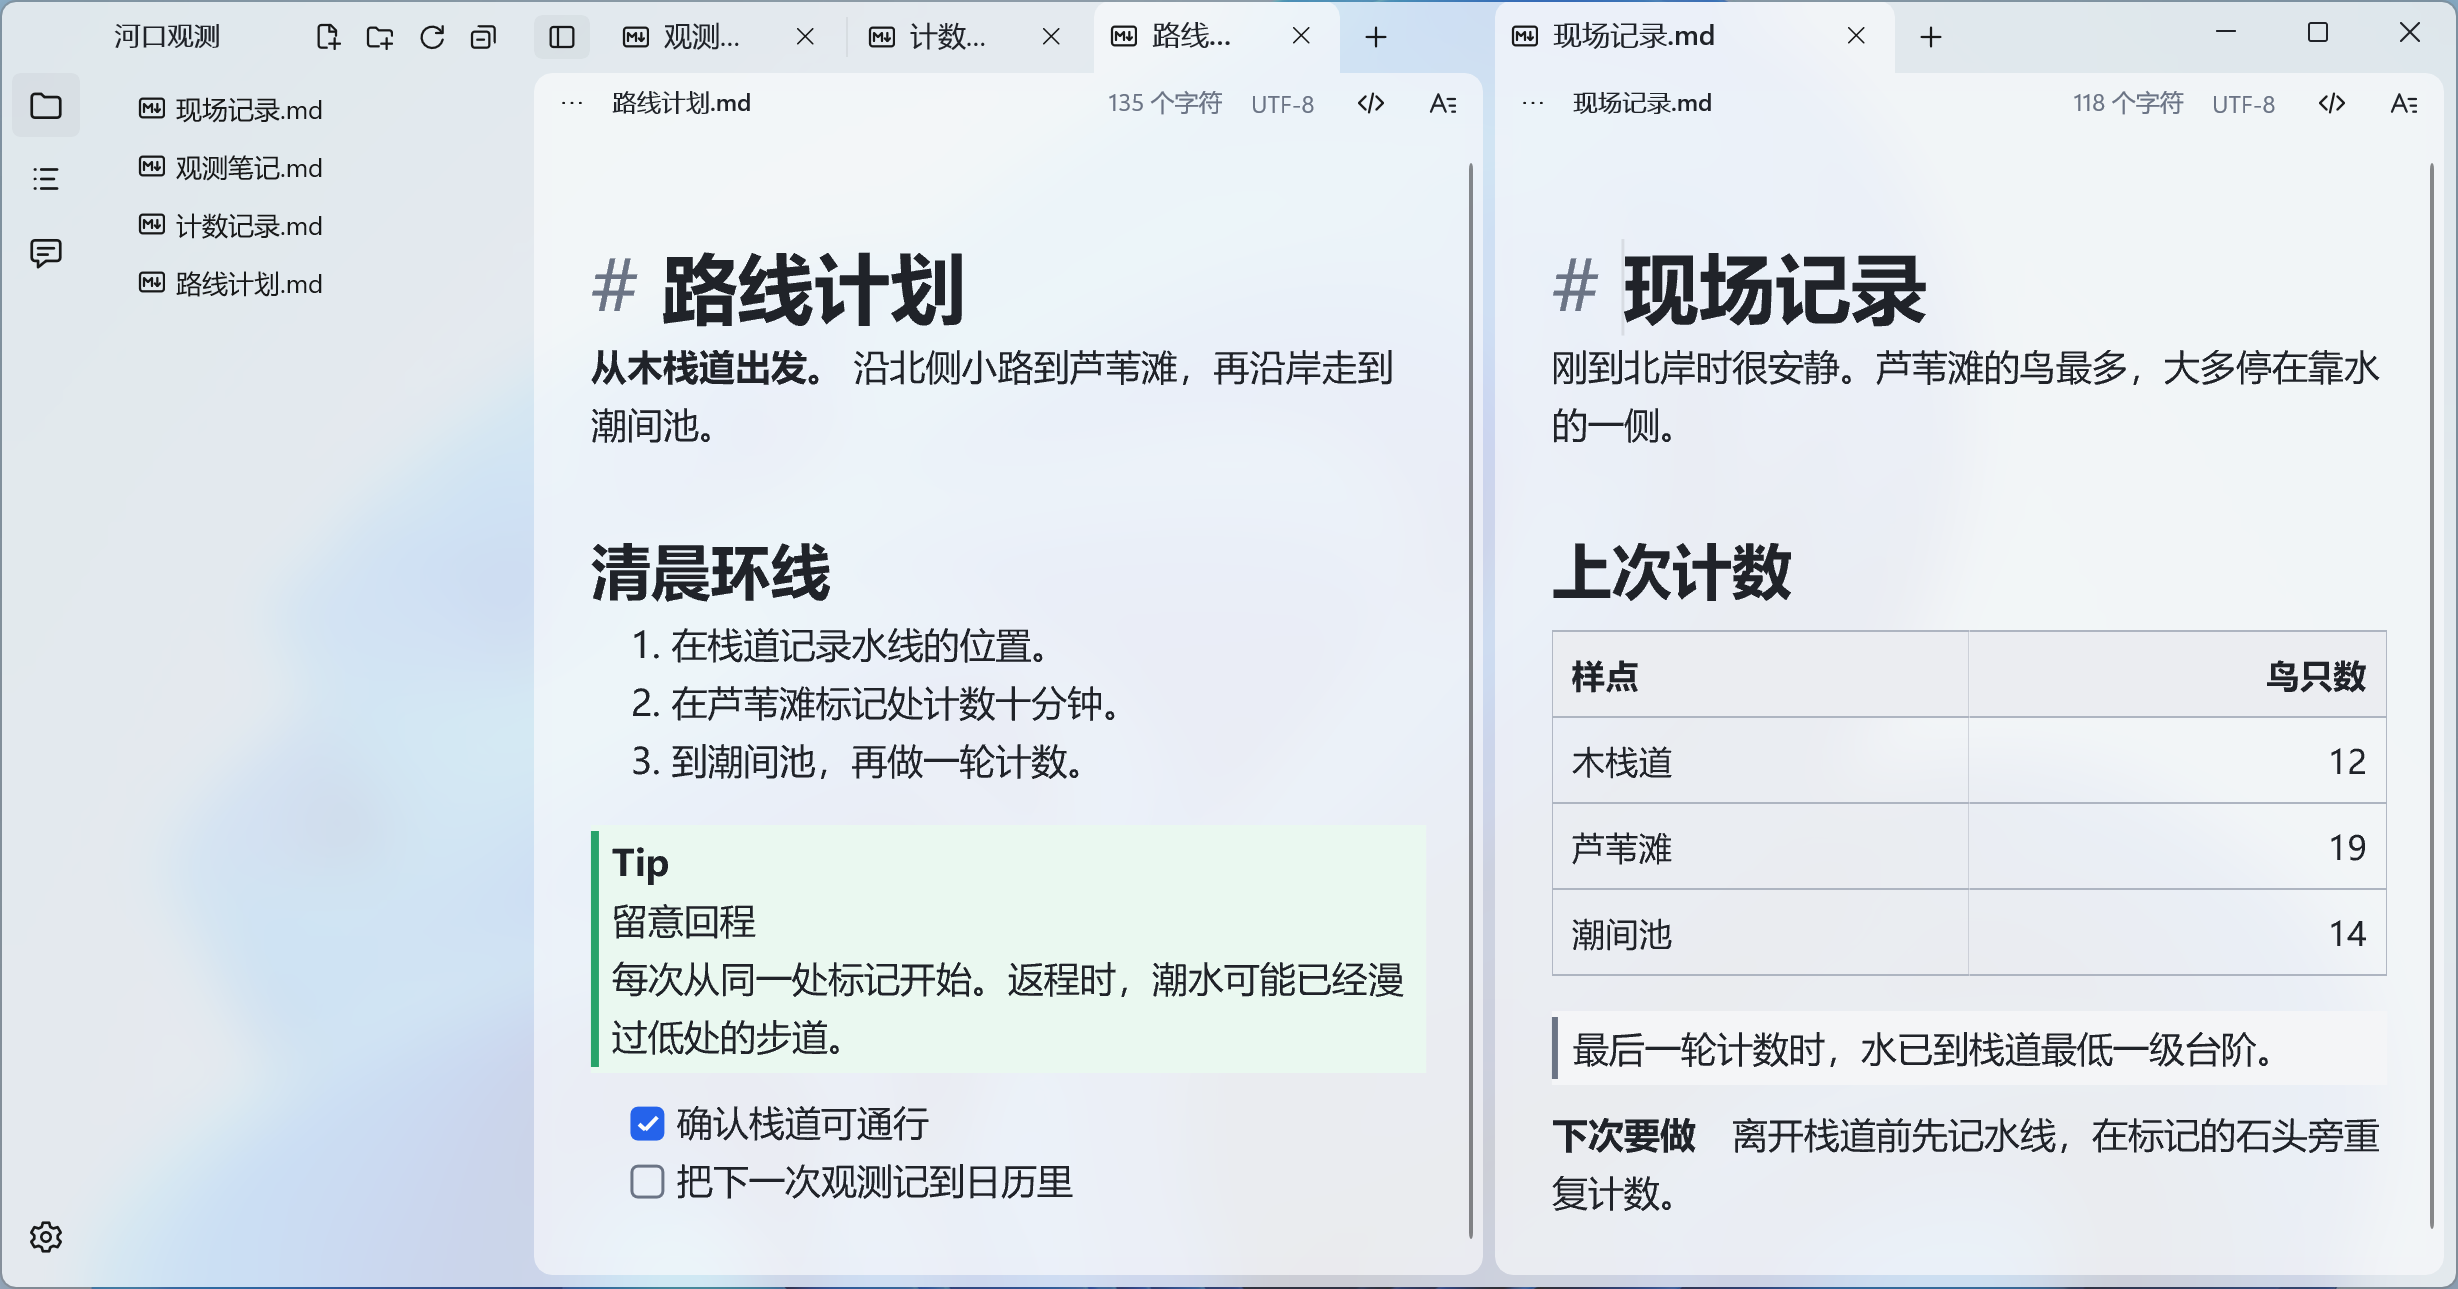 河口观测
观测...
计数...
路线...
现场记录.md
现场记录.md
观测笔记.md
计数记录.md
路线计划.md
··· 路线计划.md 135 个字符 UTF-8
# 路线计划
从木栈道出发。 沿北侧小路到芦苇滩，再沿岸走到
潮间池。
清晨环线
1. 在栈道记录水线的位置。
2. 在芦苇滩标记处计数十分钟。
3. 到潮间池，再做一轮计数。
Tip
留意回程
每次从同一处标记开始。返程时，潮水可能已经漫
过低处的步道。
确认栈道可通行
把下一次观测记到日历里
··· 现场记录.md 118 个字符 UTF-8
# 现场记录
刚到北岸时很安静。芦苇滩的鸟最多，大多停在靠水
的一侧。
上次计数
样点 鸟只数
木栈道 12
芦苇滩 19
潮间池 14
最后一轮计数时，水已到栈道最低一级台阶。
下次要做 离开栈道前先记水线，在标记的石头旁重
复计数。